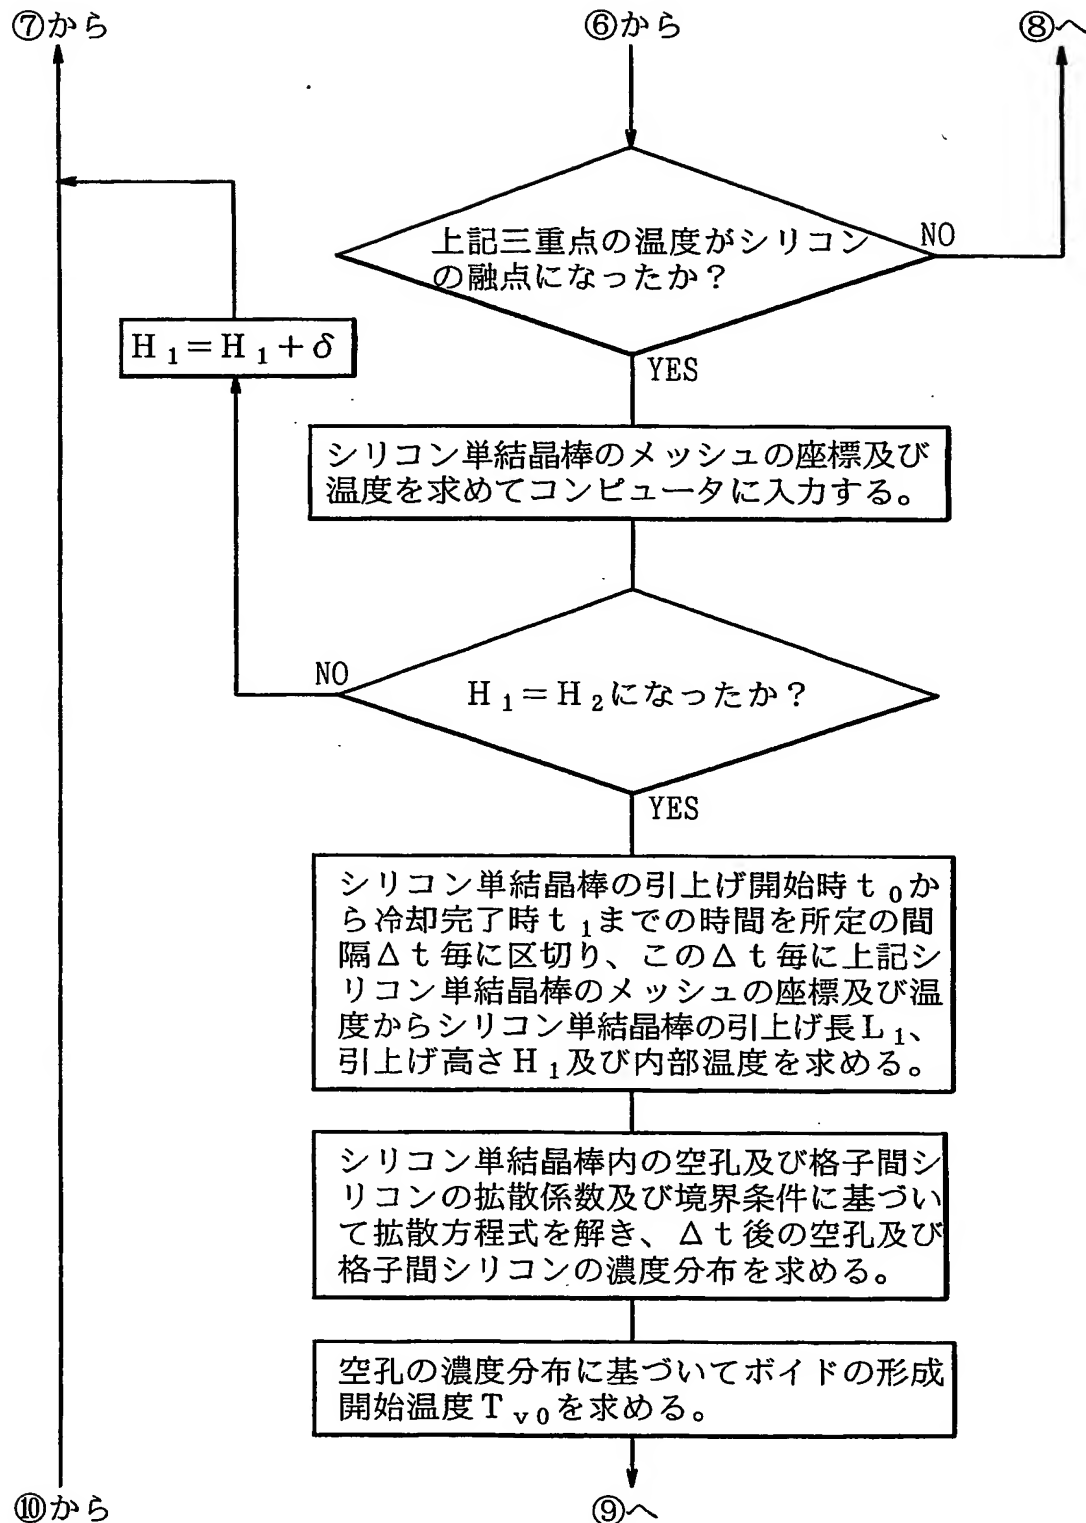 ⑦から
⑥から
⑧へ
上記三重点の温度がシリコン
の融点になったか?
NO
YES
H₁=H₁+δ
シリコン単結晶棒のメッシュの座標及び
温度を求めてコンピュータに入力する。
NO
H₁=H₂になったか?
YES
シリコン単結晶棒の引上げ開始時t₀か
ら冷却完了時t₁までの時間を所定の間
隔Δt毎に区切り、このΔt毎に上記シ
リコン単結晶棒のメッシュの座標及び温
度からシリコン単結晶棒の引上げ長L₁、
引上げ高さH₁及び内部温度を求める。
シリコン単結晶棒内の空孔及び格子間シ
リコンの拡散係数及び境界条件に基づい
て拡散方程式を解き、Δt後の空孔及び
格子間シリコンの濃度分布を求める。
空孔の濃度分布に基づいてボイドの形成
開始温度Tᵥ₀を求める。
⑩から
⑨へ